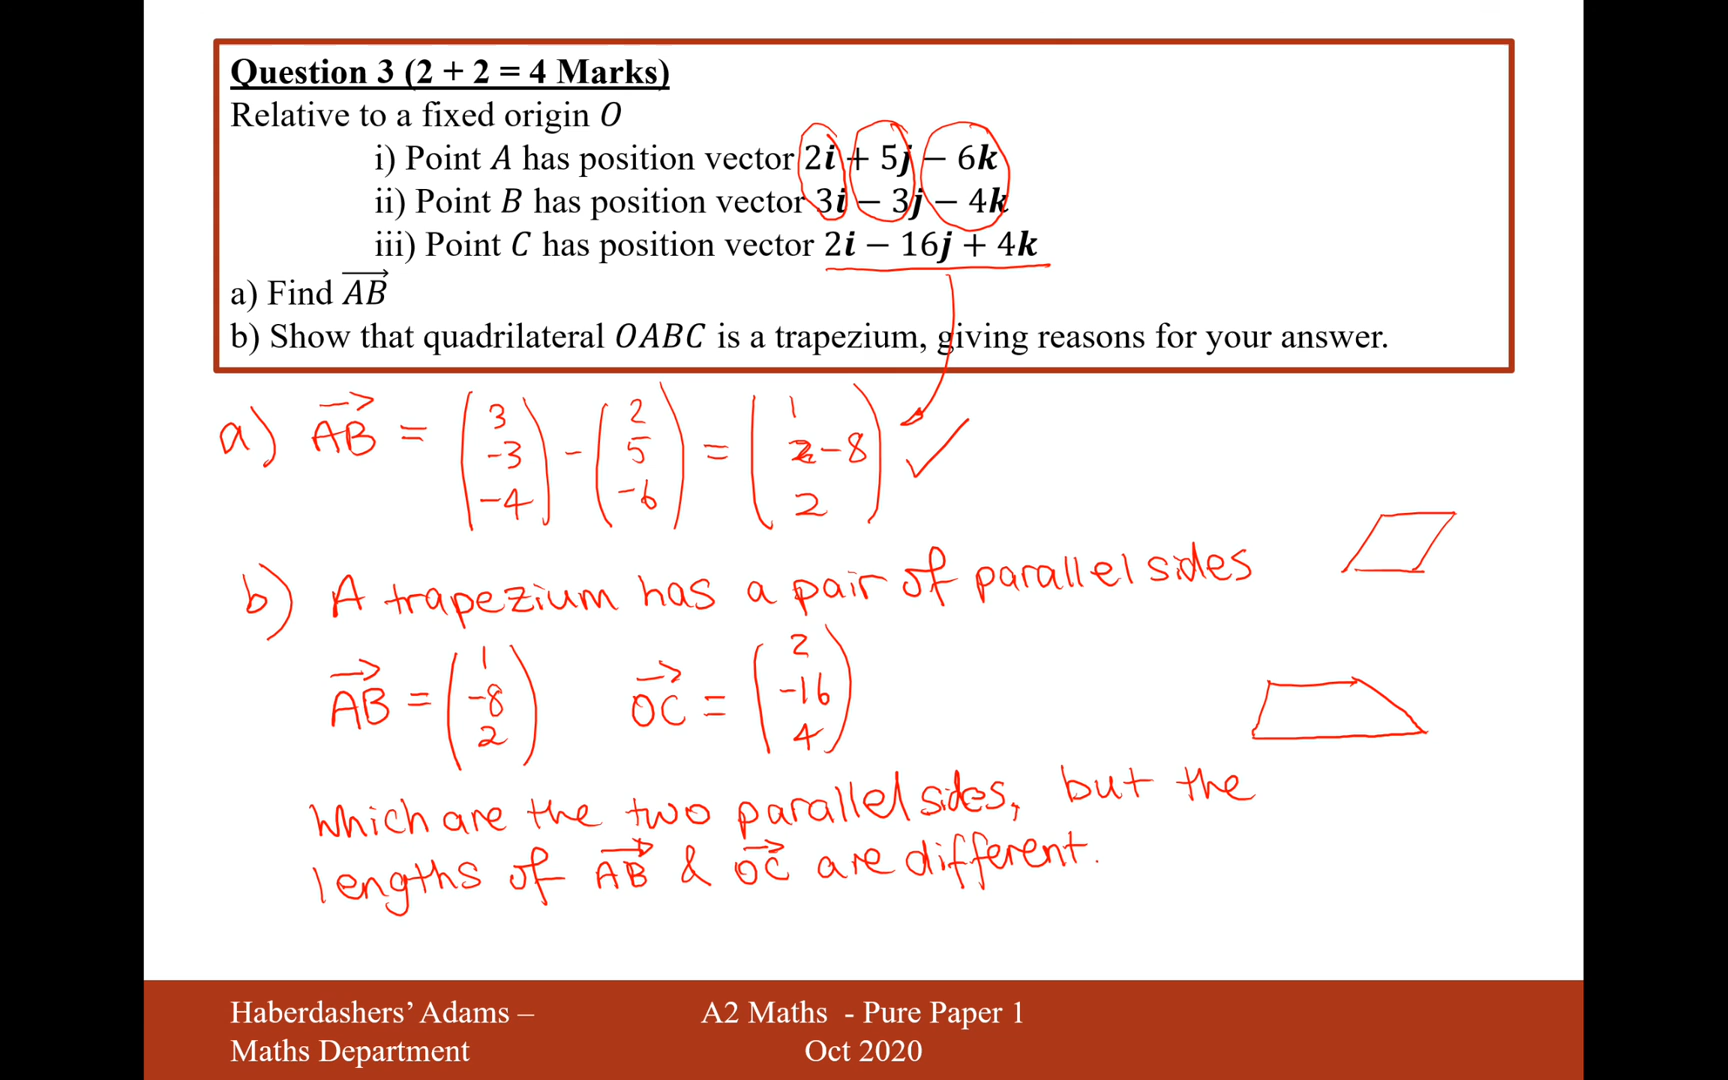 Question 3 (2 + 2 = 4 Marks)
Relative to a fixed origin O
i) Point A has position vector 2i + 5j − 6k
ii) Point B has position vector 3i − 3j − 4k
iii) Point C has position vector 2i − 16j + 4k
a) Find AB
b) Show that quadrilateral OABC is a trapezium, giving reasons for your answer.
a) AB = (3 -3 -4) - (2 5 -6) = (1 -8 2) ✓
b) A trapezium has a pair of parallel sides
AB = (1 -8 2) OC = (2 -16 4)
Which are the two parallel sides, but the
lengths of AB & OC are different.
Haberdashers' Adams –
Maths Department
A2 Maths - Pure Paper 1
Oct 2020